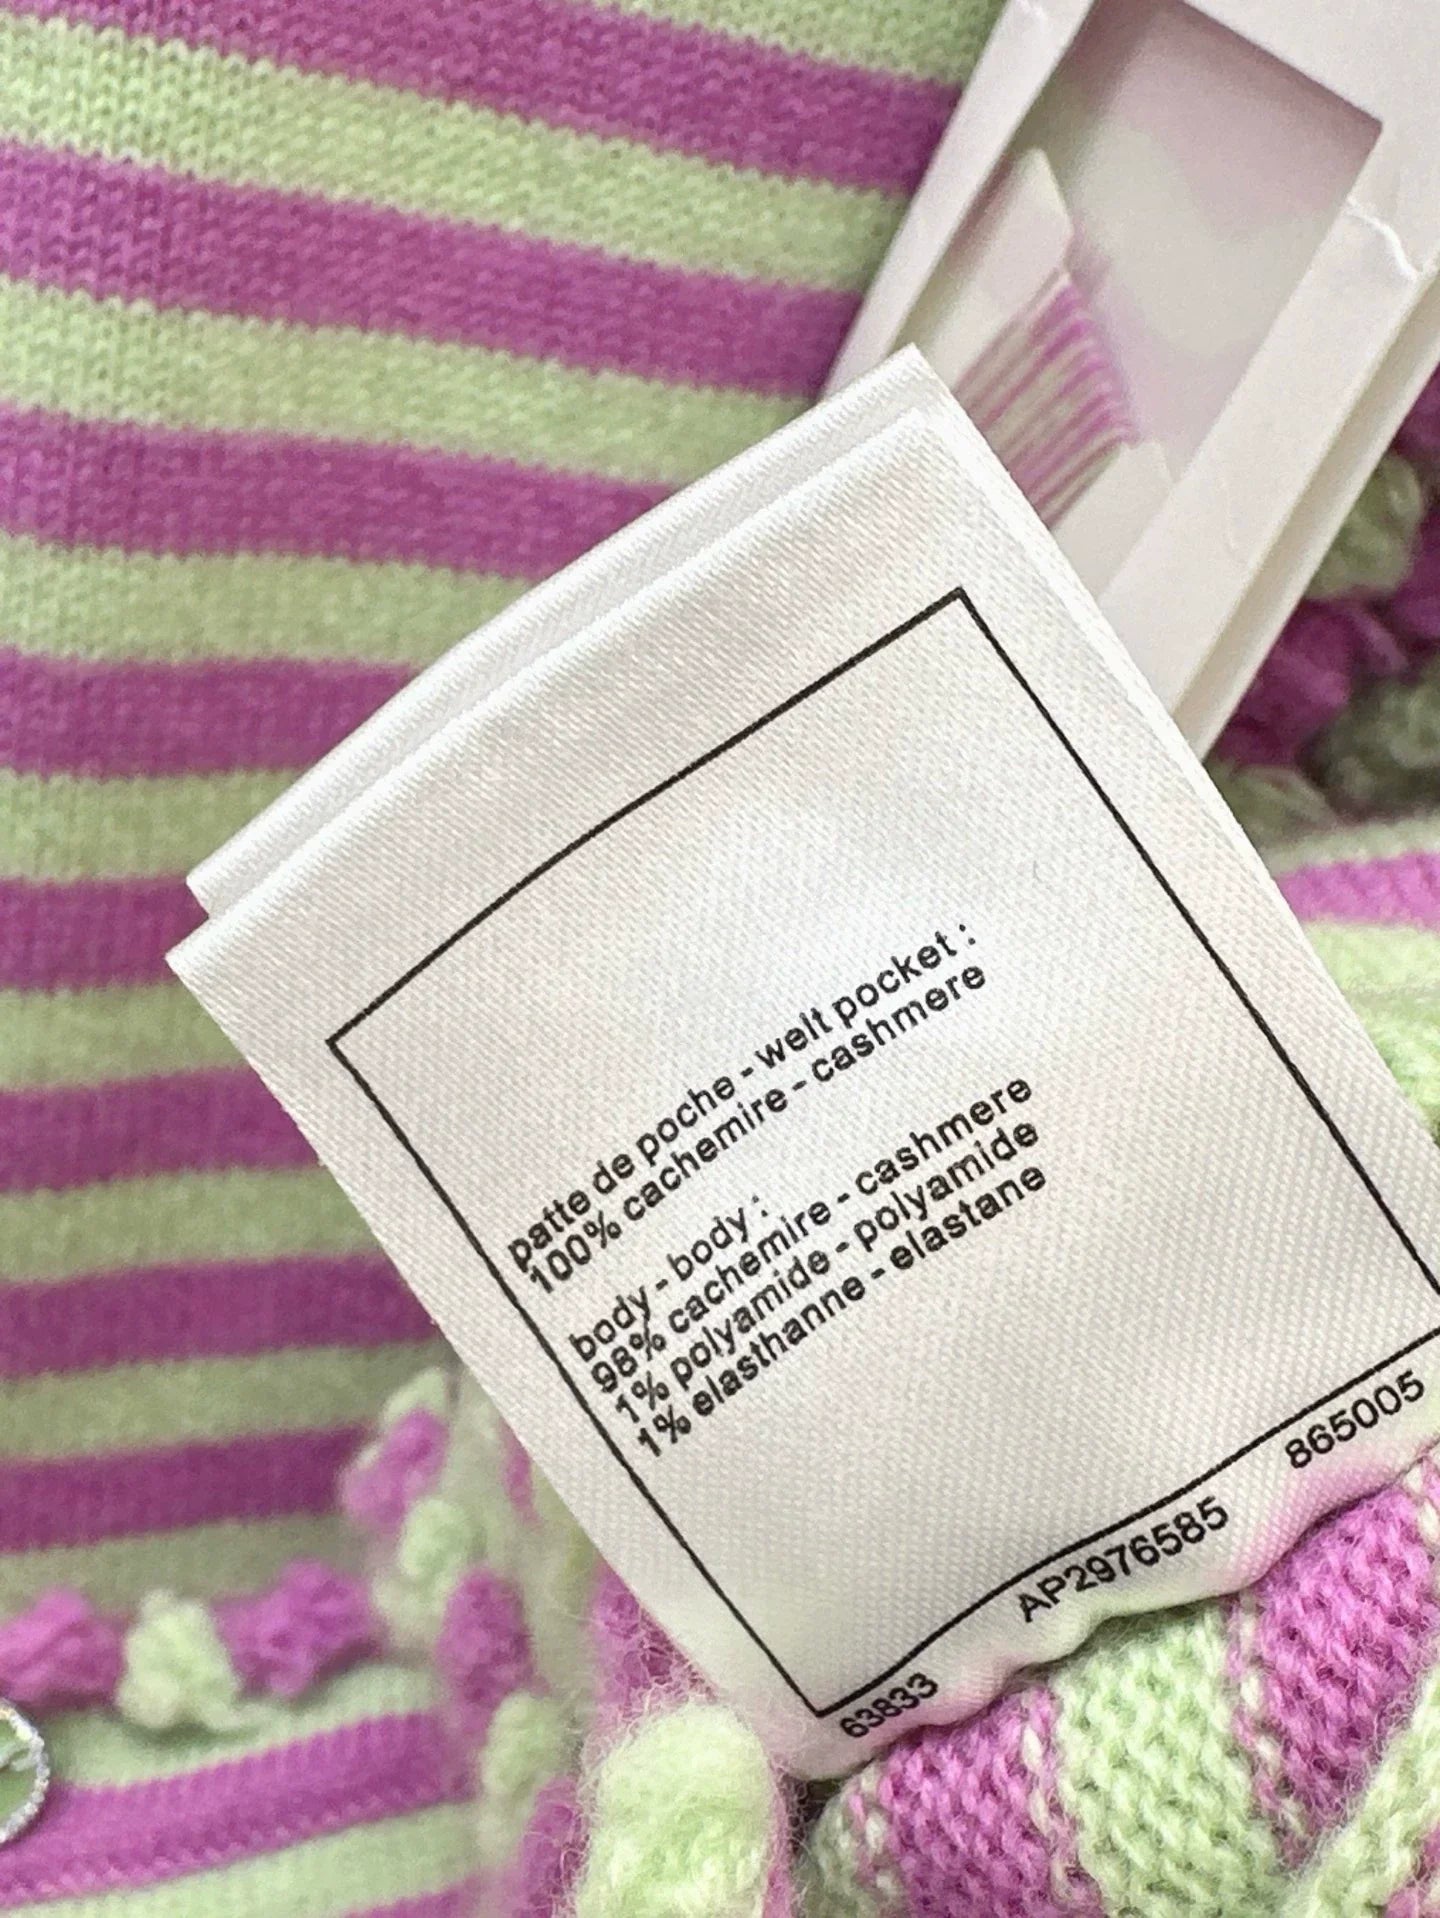 patte de poche - welt pocket :
100% cachemire - cashmere
body - body :
98% cachemire - cashmere
1% polyamide - polyamide
1% elasthanne - elastane
63833 AP2976585 865005